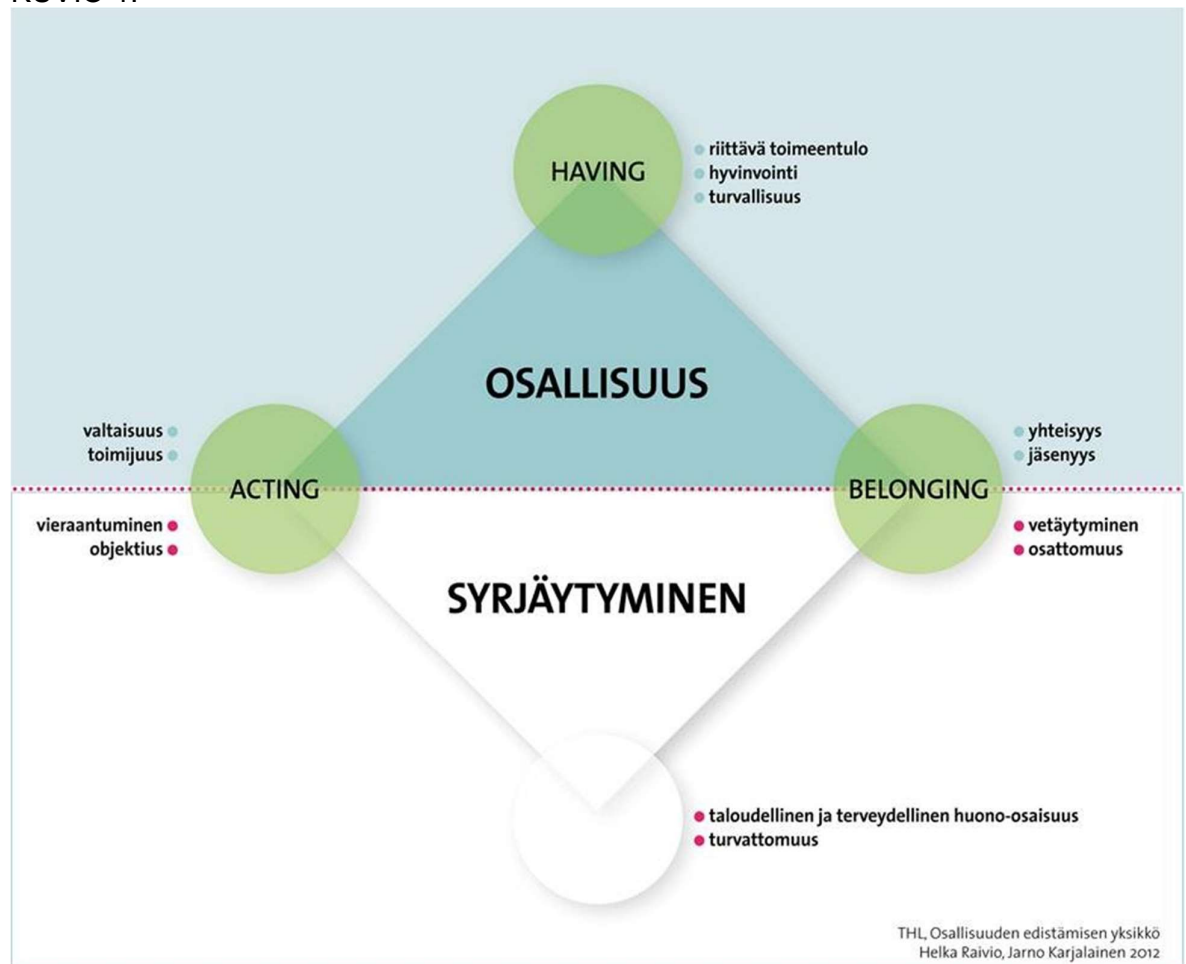 HAVING
riittävä toimeentulo
hyvinvointi
turvallisuus
OSALLISUUS
valtaisuus
toimijuus
yhteisyys
jäsenyys
ACTING
BELONGING
vieraantuminen
objektius
vetäytyminen
osattomuus
SYRJÄYTYMINEN
taloudellinen ja terveydellinen huono-osaisuus
turvattomuus
THL, Osallisuuden edistämisen yksikkö
Helka Raivio, Jarno Karjalainen 2012